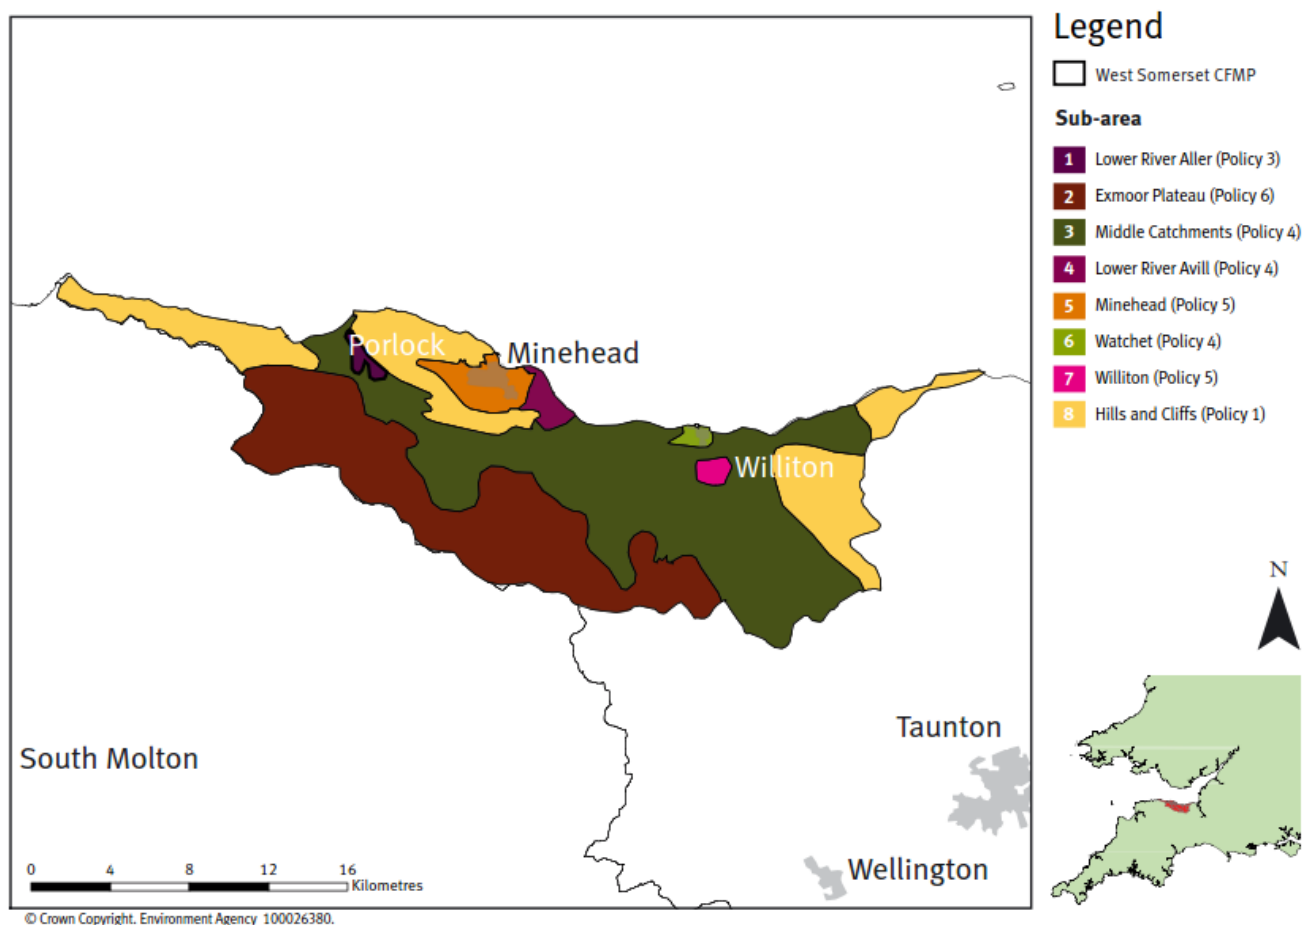 Legend
West Somerset CFMP
Sub-area
1 Lower River Aller (Policy 3)
2 Exmoor Plateau (Policy 6)
3 Middle Catchments (Policy 4)
4 Lower River Avill (Policy 4)
5 Minehead (Policy 5)
6 Watchet (Policy 4)
7 Williton (Policy 5)
8 Hills and Cliffs (Policy 1)
Porlock
Minehead
Williton
N
Taunton
South Molton
Wellington
0 4 8 12 16
Kilometres
© Crown Copyright. Environment Agency 100026380.